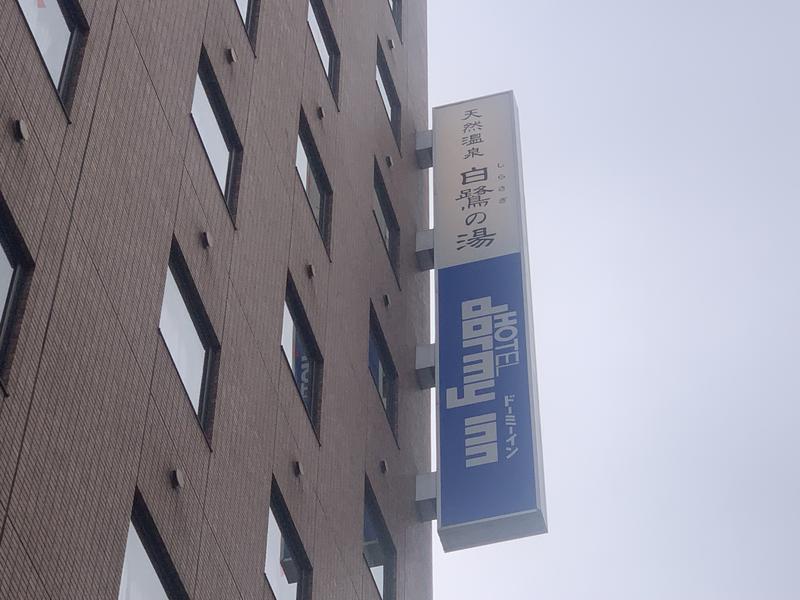 天然温泉
しらさぎ
白鷺の湯
HOTEL
dormy inn
ドーミーイン